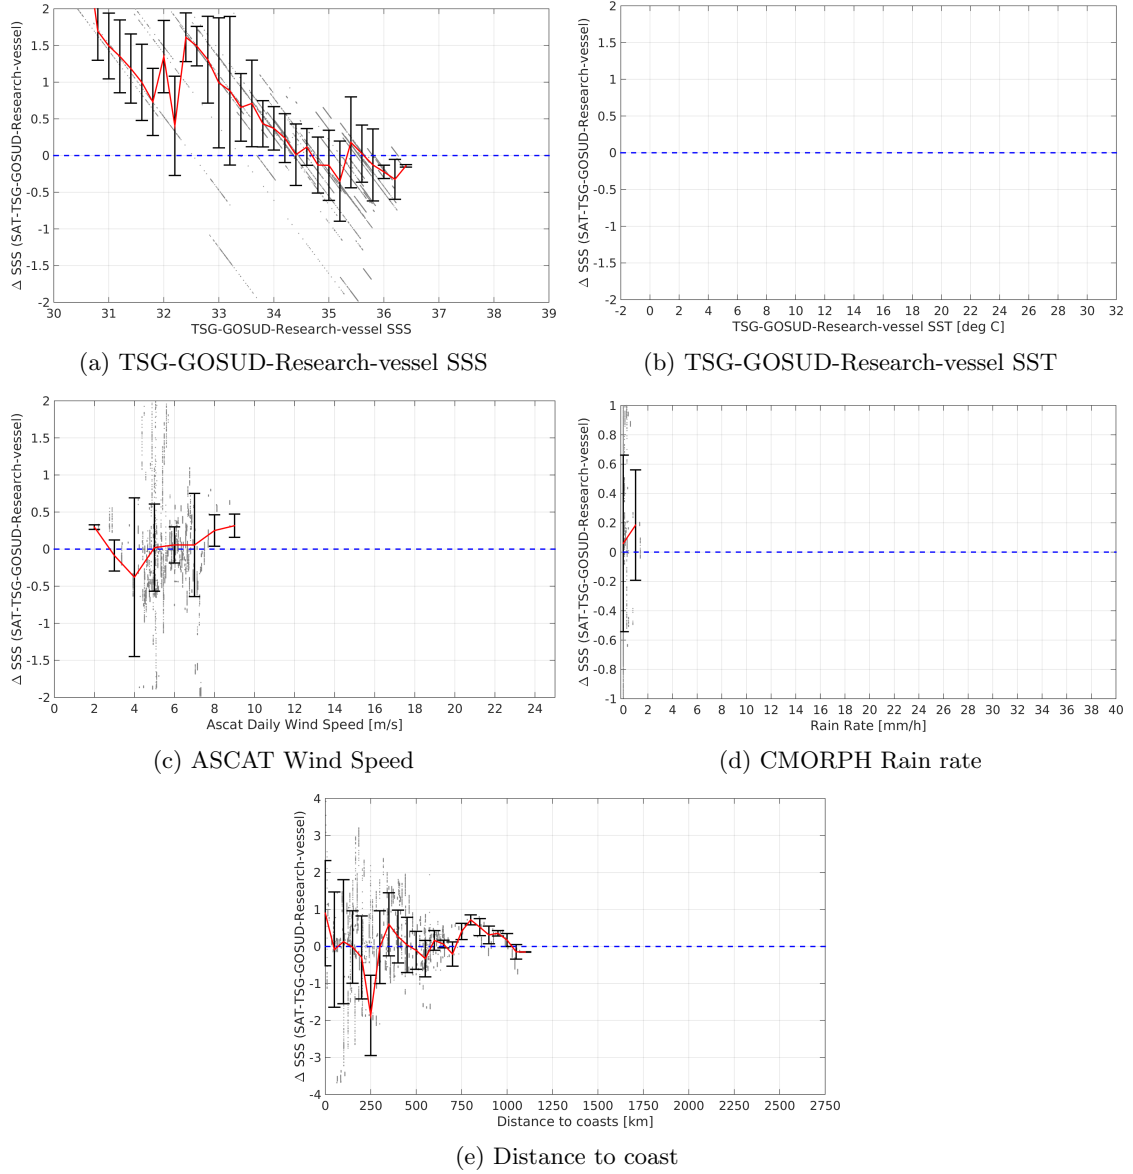 2
1.5
1
0.5
0
-0.5
-1
-1.5
-2
Δ SSS (SAT-TSG-GOSUD-Research-vessel)
30 31 32 33 34 35 36 37 38 39
TSG-GOSUD-Research-vessel SSS
(a) TSG-GOSUD-Research-vessel SSS
2
1.5
1
0.5
0
-0.5
-1
-1.5
-2
Δ SSS (SAT-TSG-GOSUD-Research-vessel)
-2 0 2 4 6 8 10 12 14 16 18 20 22 24 26 28 30 32
TSG-GOSUD-Research-vessel SST [deg C]
(b) TSG-GOSUD-Research-vessel SST
2
1.5
1
0.5
0
-0.5
-1
-1.5
-2
Δ SSS (SAT-TSG-GOSUD-Research-vessel)
0 2 4 6 8 10 12 14 16 18 20 22 24
Ascat Daily Wind Speed [m/s]
(c) ASCAT Wind Speed
1
0.8
0.6
0.4
0.2
0
-0.2
-0.4
-0.6
-0.8
-1
Δ SSS (SAT-TSG-GOSUD-Research-vessel)
0 2 4 6 8 10 12 14 16 18 20 22 24 26 28 30 32 34 36 38 40
Rain Rate [mm/h]
(d) CMORPH Rain rate
4
3
2
1
0
-1
-2
-3
-4
Δ SSS (SAT-TSG-GOSUD-Research-vessel)
0 250 500 750 1000 1250 1500 1750 2000 2250 2500 2750
Distance to coasts [km]
(e) Distance to coast